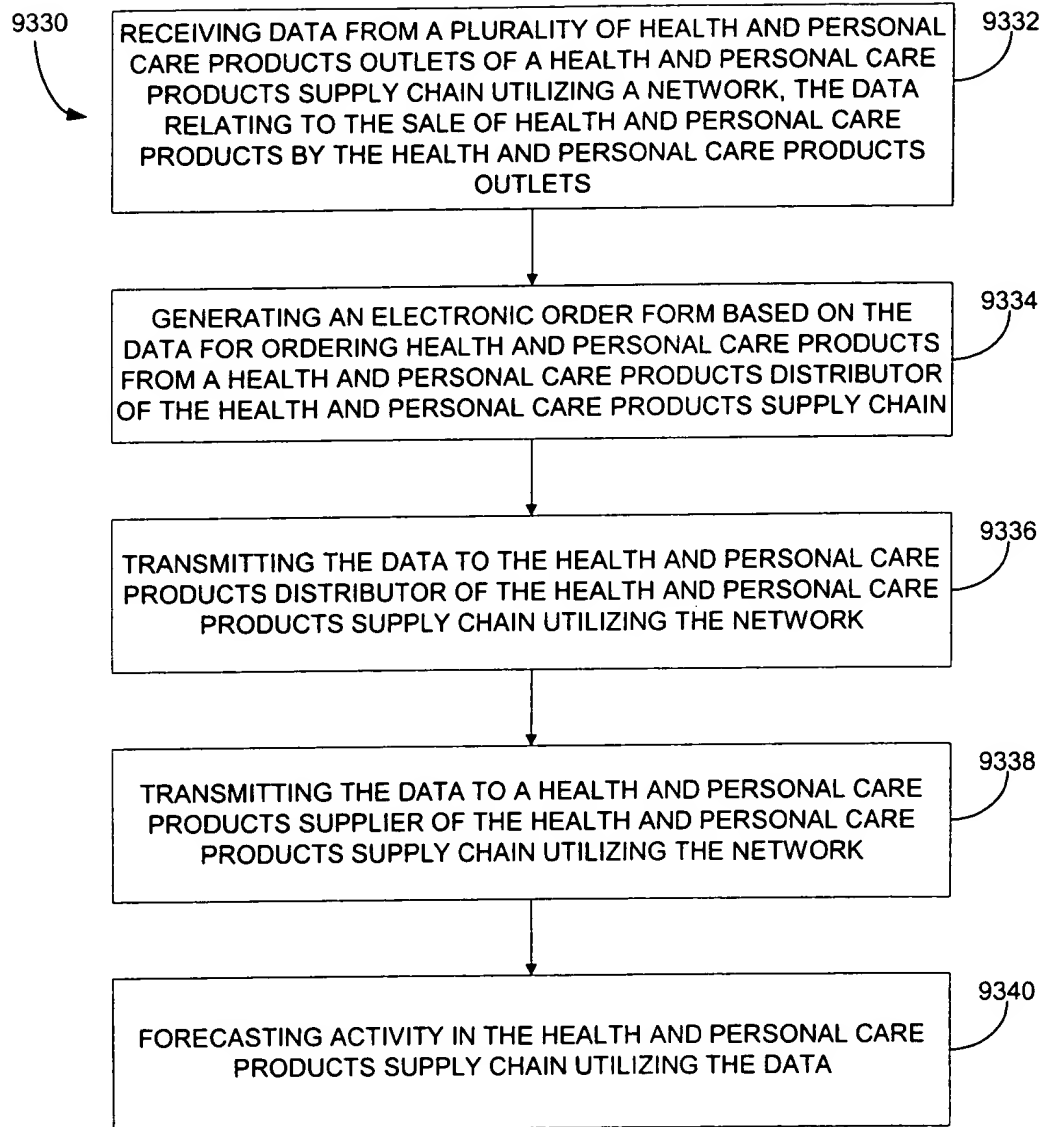 9330
RECEIVING DATA FROM A PLURALITY OF HEALTH AND PERSONAL
CARE PRODUCTS OUTLETS OF A HEALTH AND PERSONAL CARE
PRODUCTS SUPPLY CHAIN UTILIZING A NETWORK, THE DATA
RELATING TO THE SALE OF HEALTH AND PERSONAL CARE
PRODUCTS BY THE HEALTH AND PERSONAL CARE PRODUCTS
OUTLETS
9332
GENERATING AN ELECTRONIC ORDER FORM BASED ON THE
DATA FOR ORDERING HEALTH AND PERSONAL CARE PRODUCTS
FROM A HEALTH AND PERSONAL CARE PRODUCTS DISTRIBUTOR
OF THE HEALTH AND PERSONAL CARE PRODUCTS SUPPLY CHAIN
9334
TRANSMITTING THE DATA TO THE HEALTH AND PERSONAL CARE
PRODUCTS DISTRIBUTOR OF THE HEALTH AND PERSONAL CARE
PRODUCTS SUPPLY CHAIN UTILIZING THE NETWORK
9336
TRANSMITTING THE DATA TO A HEALTH AND PERSONAL CARE
PRODUCTS SUPPLIER OF THE HEALTH AND PERSONAL CARE
PRODUCTS SUPPLY CHAIN UTILIZING THE NETWORK
9338
FORECASTING ACTIVITY IN THE HEALTH AND PERSONAL CARE
PRODUCTS SUPPLY CHAIN UTILIZING THE DATA
9340